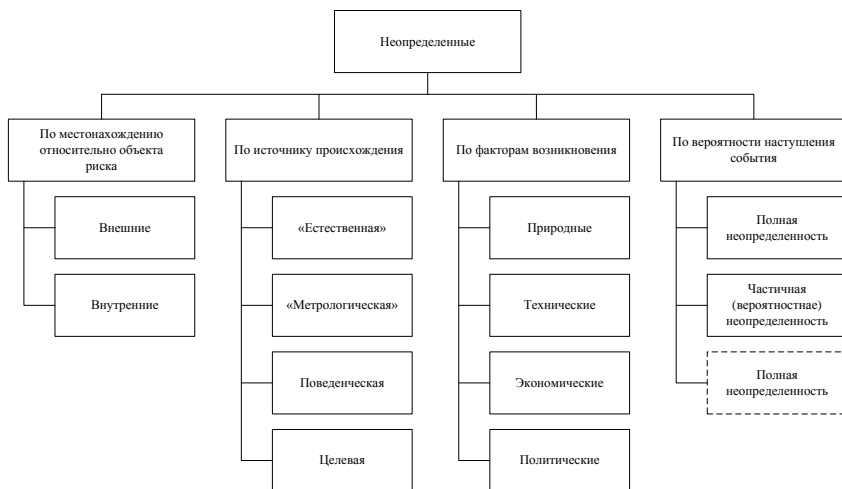 Неопределенные
По местонахождению
относительно объекта
риска
По источнику происхождения
По факторам возникновения
По вероятности наступления
события
Внешние
«Естественная»
Природные
Полная
неопределенность
Внутренние
«Метрологическая»
Технические
Частичная
(вероятностнае)
неопределенность
Поведенческая
Экономические
Полная
неопределенность
Целевая
Политические